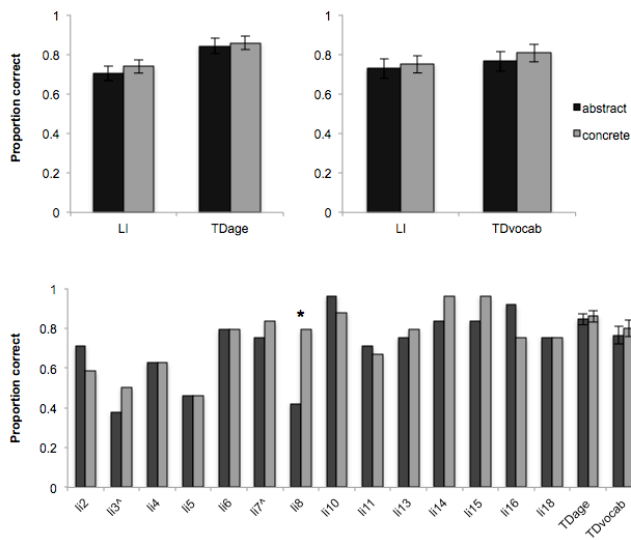 Proportion correct
1
0.8
0.6
0.4
0.2
0
LI
TDage
1
0.8
0.6
0.4
0.2
0
LI
TDvocab
abstract
concrete
Proportion correct
1
0.8
0.6
0.4
0.2
0
*
li2
li3^
li4
li5
li6
li7^
li8
li10
li11
li13
li14
li15
li16
li18
TDage
TDvocab